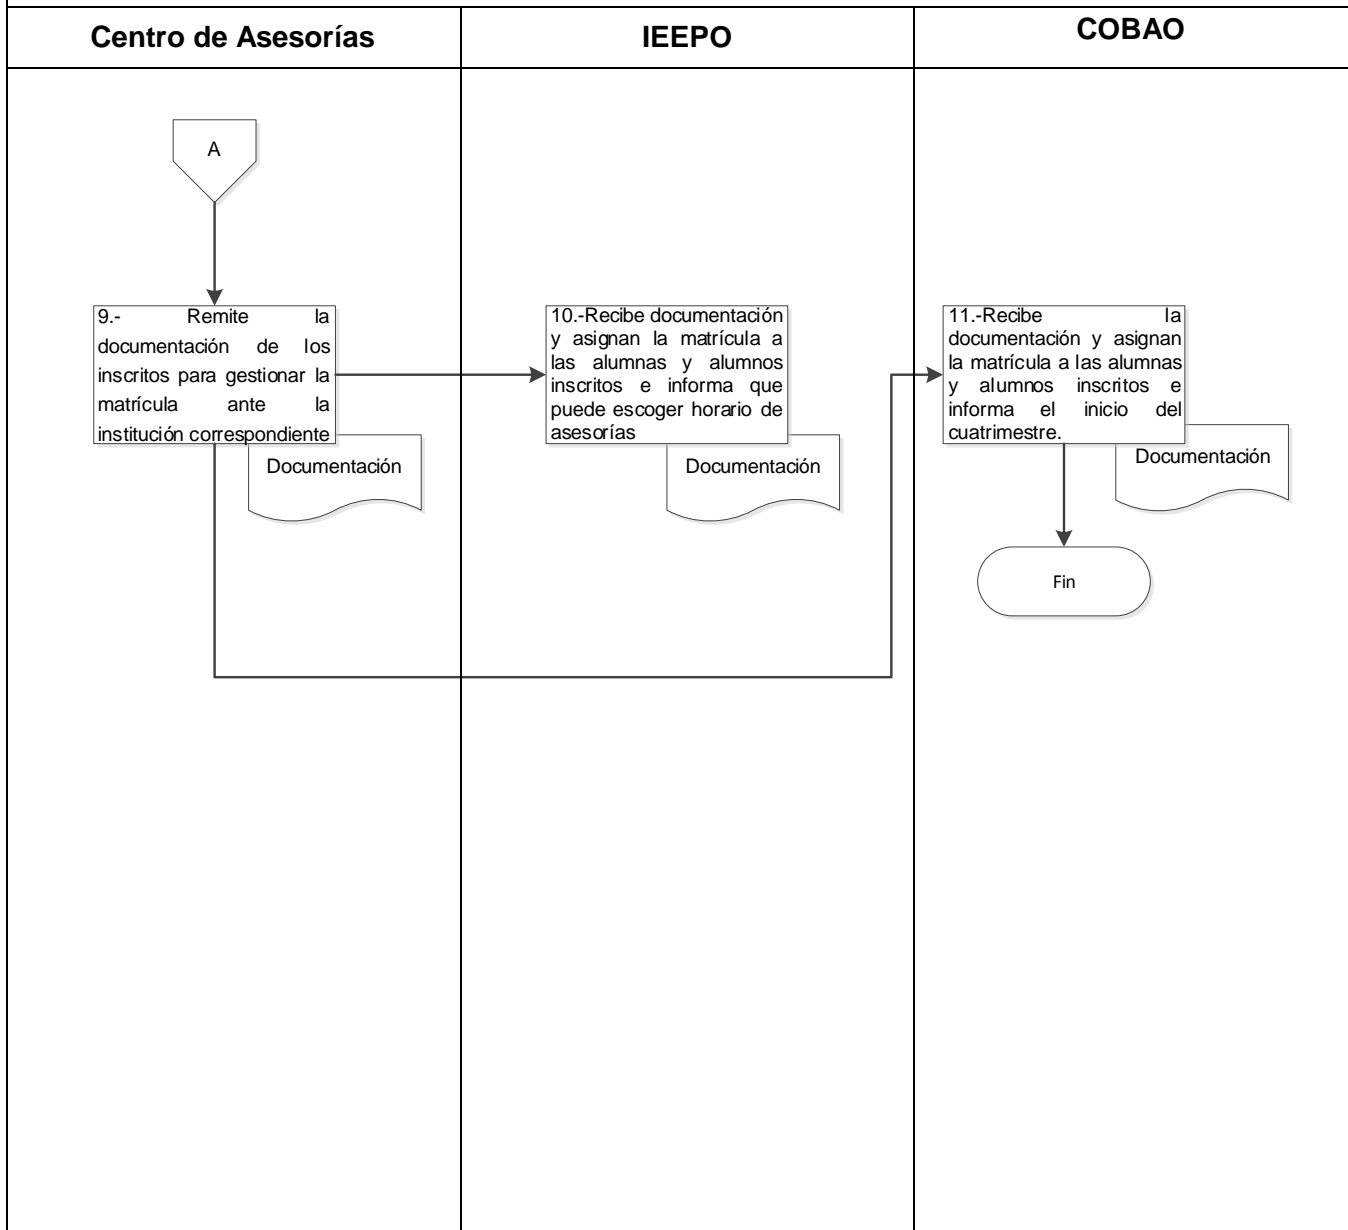 Centro de Asesorías
IEEPO
COBAO
A
9.- Remite la
documentación de los
inscritos para gestionar la
matrícula ante la
institución correspondiente
Documentación
10.-Recibe documentación
y asignan la matrícula a
las alumnas y alumnos
inscritos e informa que
puede escoger horario de
asesorías
Documentación
11.-Recibe la
documentación y asignan
la matrícula a las alumnas
y alumnos inscritos e
informa el inicio del
cuatrimestre.
Documentación
Fin